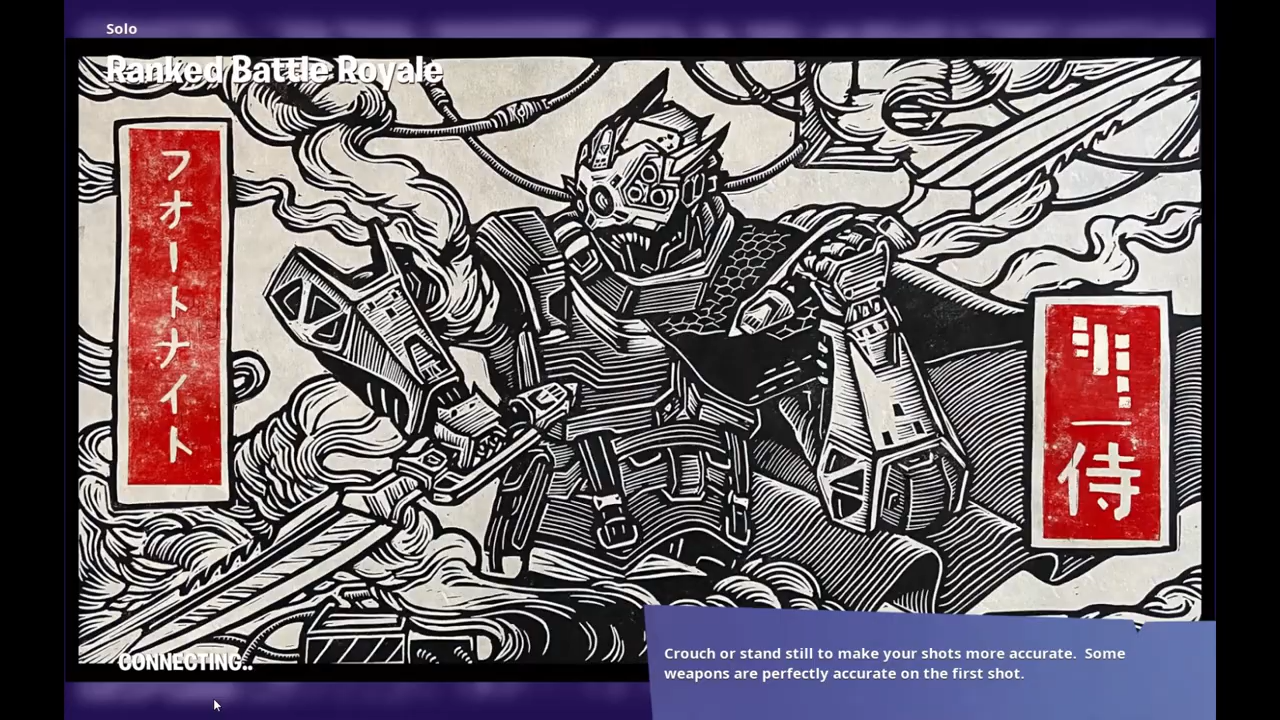 Solo
Ranked Battle Royale
フォートナイト
侍
CONNECTING..
Crouch or stand still to make your shots more accurate.  Some
weapons are perfectly accurate on the first shot.